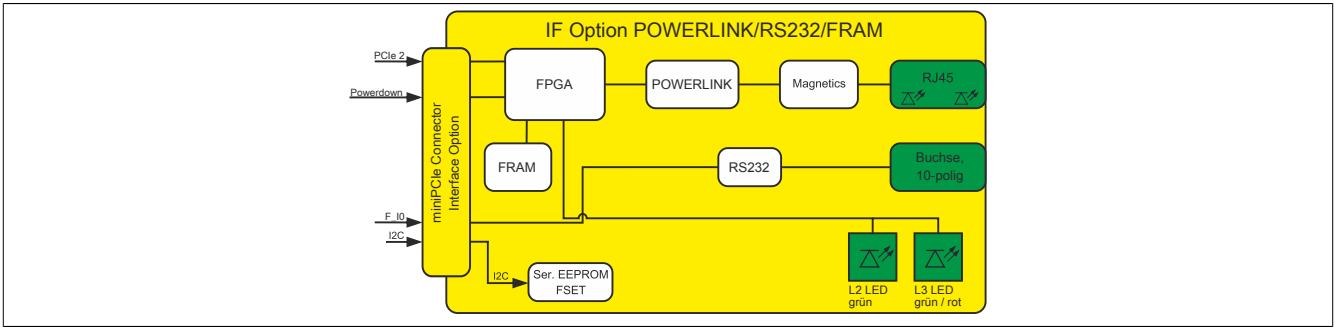 IF Option POWERLINK/RS232/FRAM
PCIe 2
Powerdown
F_I0
I2C
miniPCIe Connector
Interface Option
FPGA
POWERLINK
Magnetics
RJ45
FRAM
RS232
Buchse,
10-polig
I2C
Ser. EEPROM
FSET
L2 LED
grün
L3 LED
grün / rot